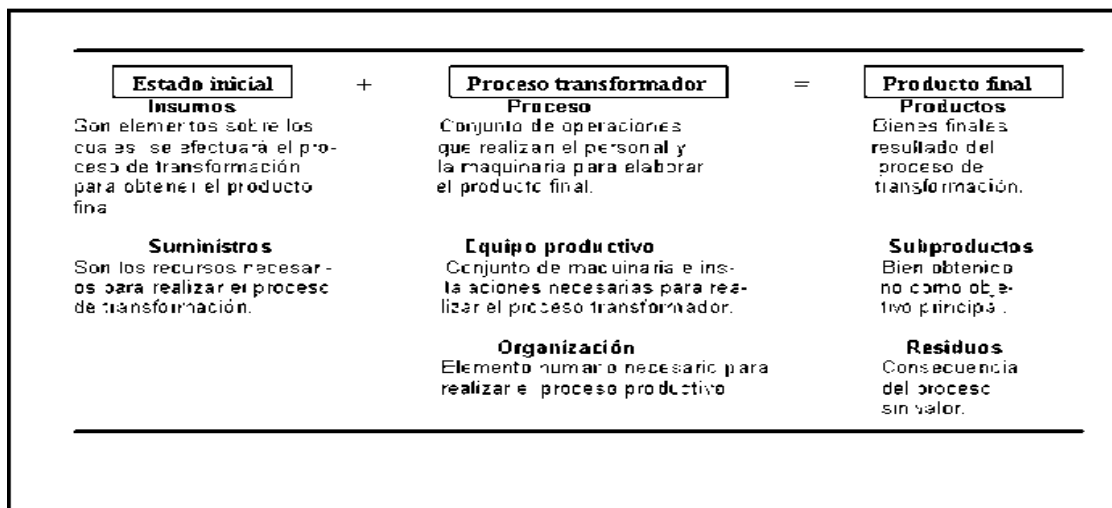 Estado inicial + Proceso transformador = Producto final
Insumos
Son elementos sobre los
cuales se efectuará el pro-
ceso de transformación
para obtener el producto
final
Suministros
Son los recursos necesari-
os para realizar el proceso
de transformación.
Proceso
Conjunto de operaciones
que realizan el personal y
la maquinaria para elaborar
el producto final.
Equipo productivo
Conjunto de maquinaria e ins-
talaciones necesarias para rea-
lizar el proceso transformador.
Organización
Elemento humano necesario para
realizar el proceso productivo
Productos
Bienes finales
resultado del
proceso de
transformación.
Subproductos
Bien obtenido
no como obje-
tivo principal.
Residuos
Consecuencia
del proceso
sin valor.